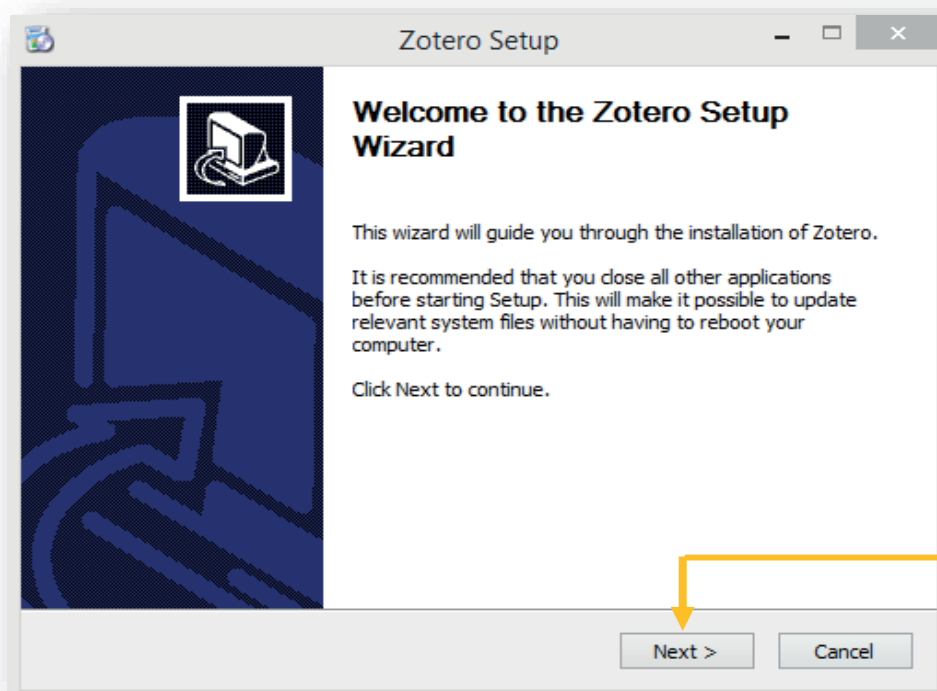 Zotero Setup
Welcome to the Zotero Setup
Wizard
This wizard will guide you through the installation of Zotero.
It is recommended that you close all other applications
before starting Setup. This will make it possible to update
relevant system files without having to reboot your
computer.
Click Next to continue.
Next >
Cancel